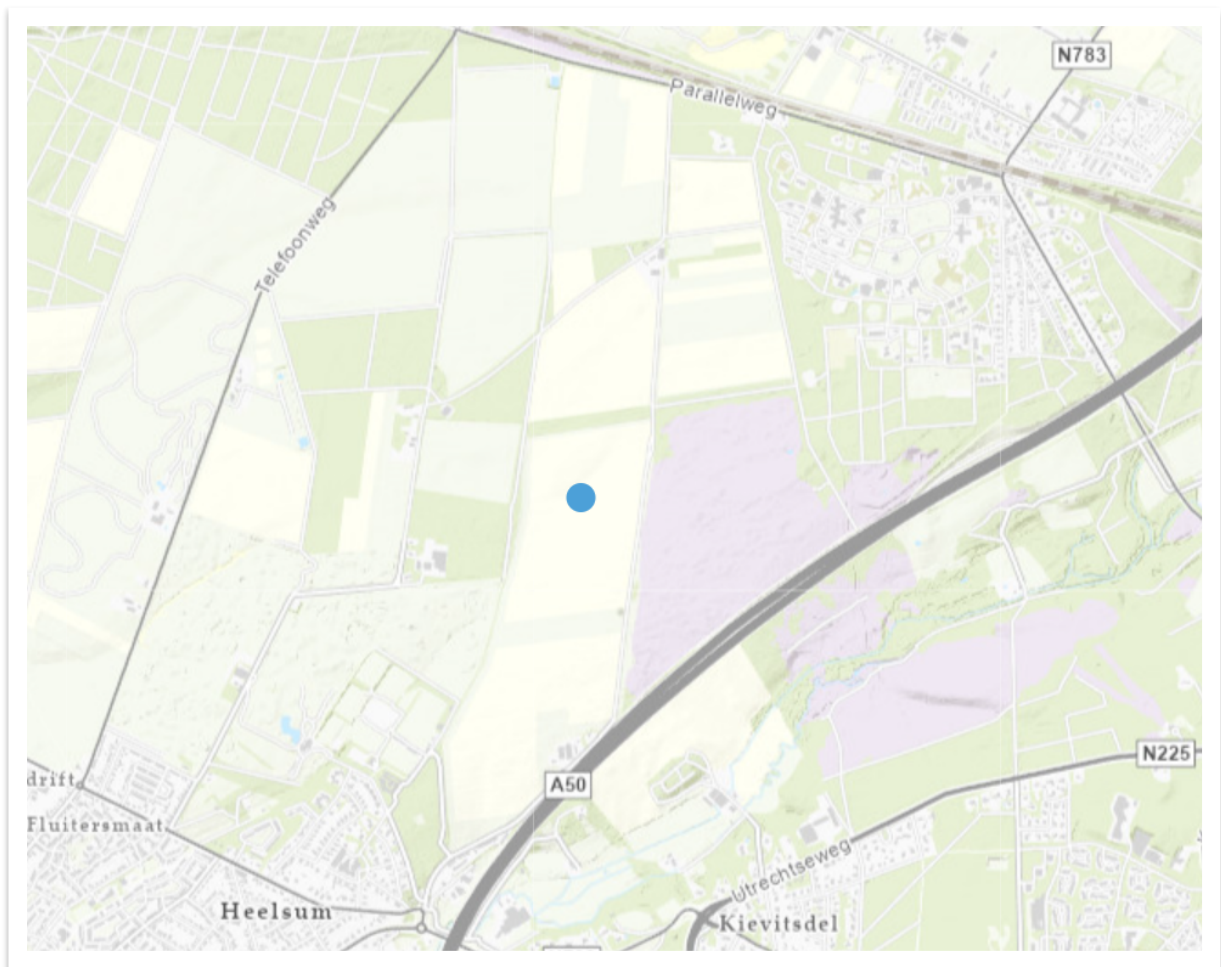 N783
Parallelweg
Telefoonweg
N225
A50
drift
Fluitersmaat
Utrechtseweg
Heelsum
Kievitsdel